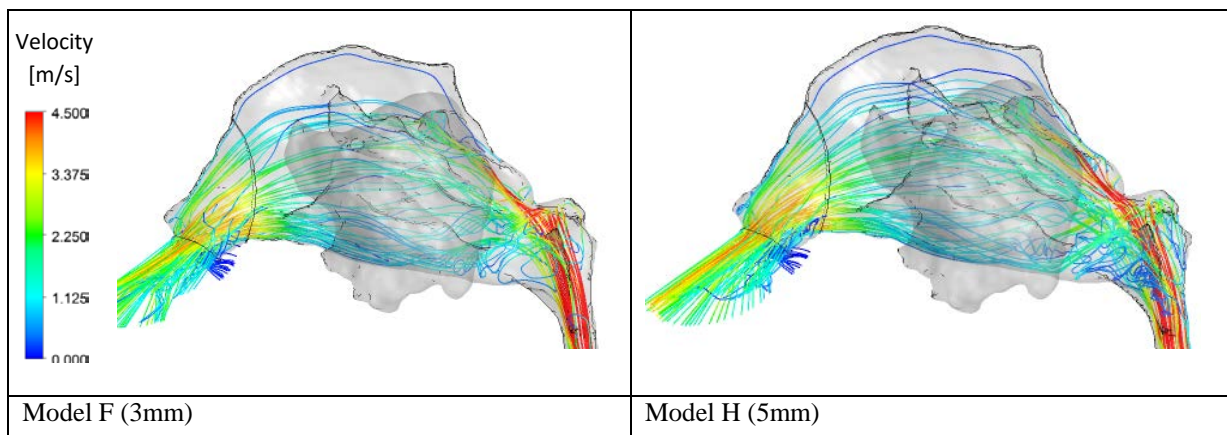 Velocity
[m/s]
4.500
3.375
2.250
1.125
0.000
Model F (3mm)
Model H (5mm)